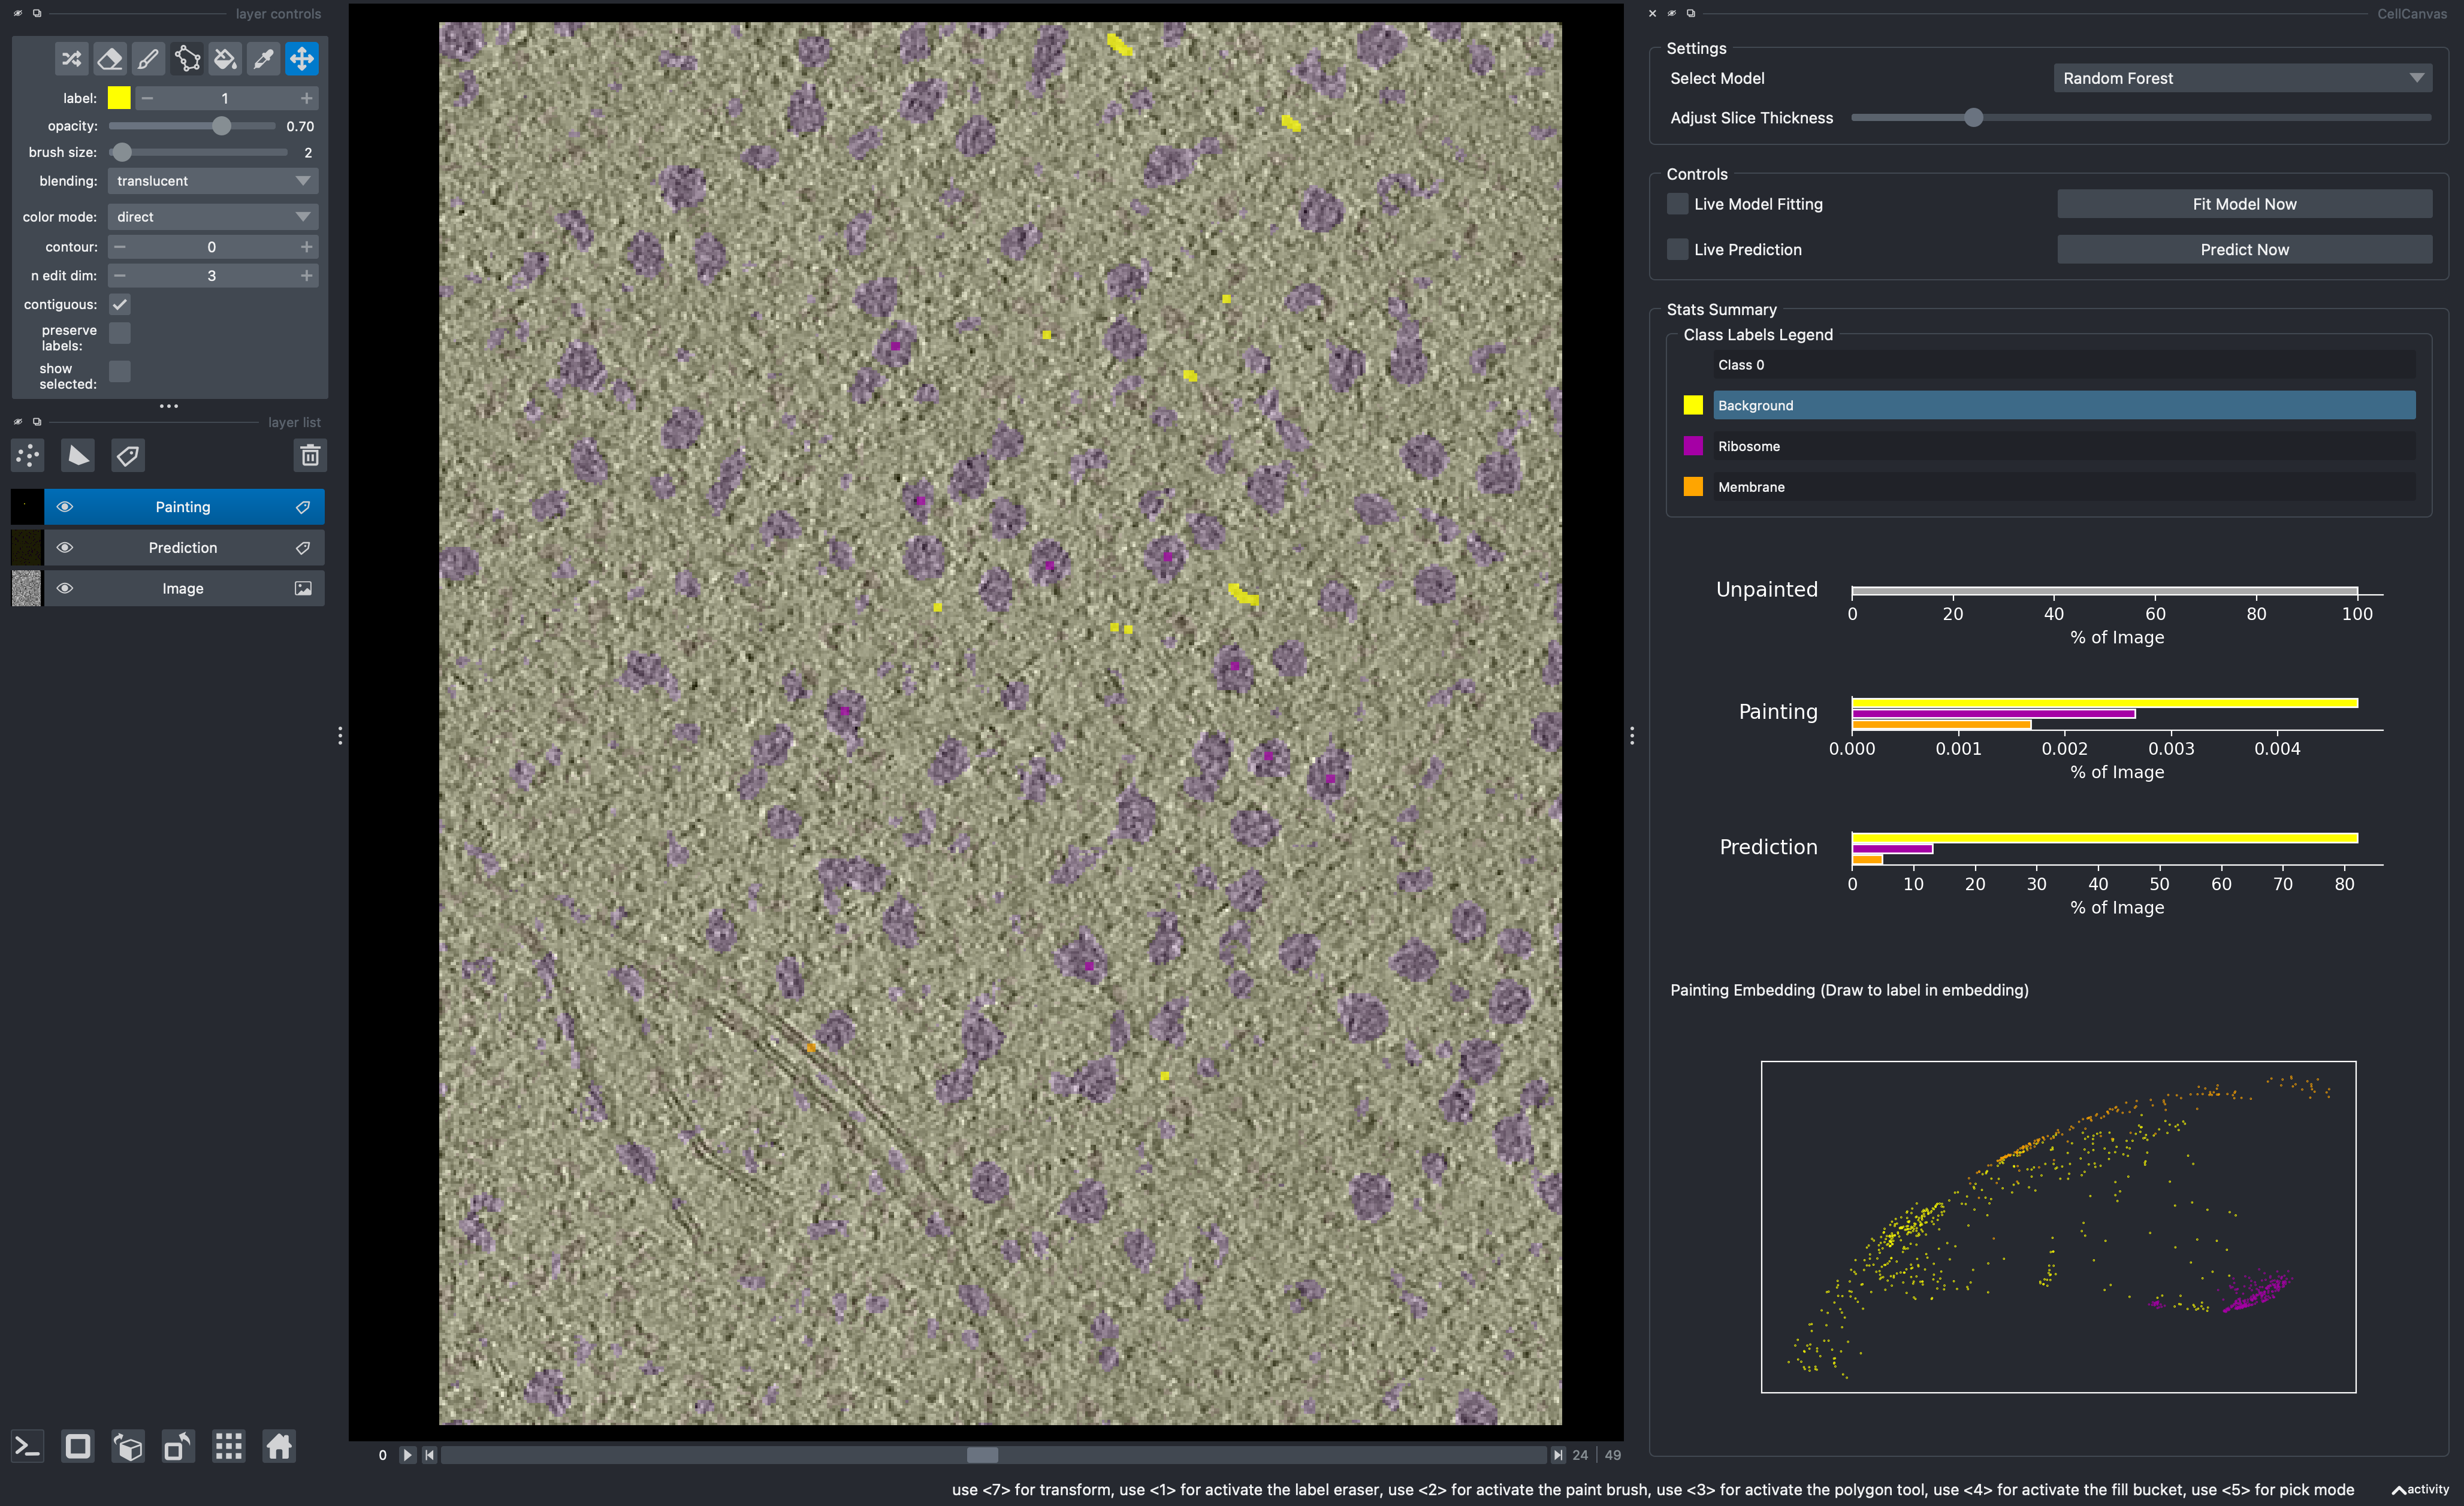 layer controls
label: 1
opacity: 0.70
brush size: 2
blending: translucent
color mode: direct
contour: 0
n edit dim: 3
contiguous:
preserve
labels:
show
selected:
layer list
Painting
Prediction
Image
0 24 49
CellCanvas
Settings
Select Model Random Forest
Adjust Slice Thickness
Controls
Live Model Fitting Fit Model Now
Live Prediction Predict Now
Stats Summary
Class Labels Legend
Class 0
Background
Ribosome
Membrane
Unpainted
0 20 40 60 80 100
% of Image
Painting
0.000 0.001 0.002 0.003 0.004
% of Image
Prediction
0 10 20 30 40 50 60 70 80
% of Image
Painting Embedding (Draw to label in embedding)
use <7> for transform, use <1> for activate the label eraser, use <2> for activate the paint brush, use <3> for activate the polygon tool, use <4> for activate the fill bucket, use <5> for pick mode
activity